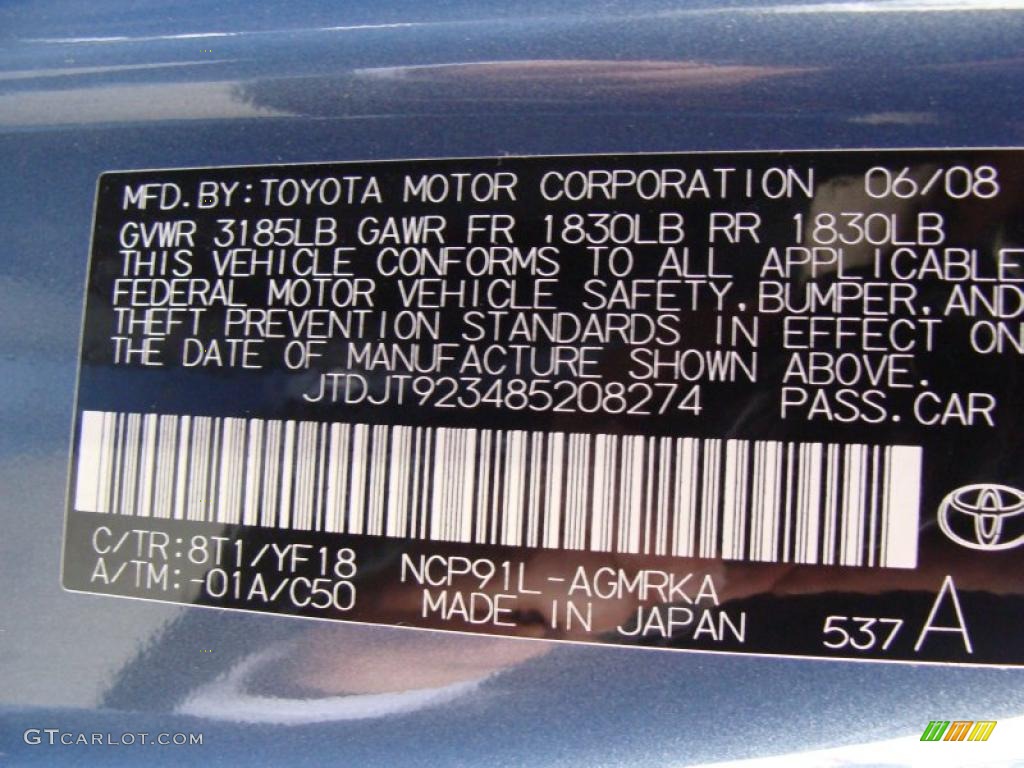 MFD.BY:TOYOTA MOTOR CORPORATION 06/08
GVWR 3185LB GAWR FR 1830LB RR 1830LB
THIS VEHICLE CONFORMS TO ALL APPLICABLE
FEDERAL MOTOR VEHICLE SAFETY,BUMPER,AND
THEFT PREVENTION STANDARDS IN EFFECT ON
THE DATE OF MANUFACTURE SHOWN ABOVE.
JTDJT923485208274 PASS.CAR
C/TR:8T1/YF18 NCP91L-AGMRKA
A/TM:-01A/C50 MADE IN JAPAN 537 A
GTCARLOT.COM